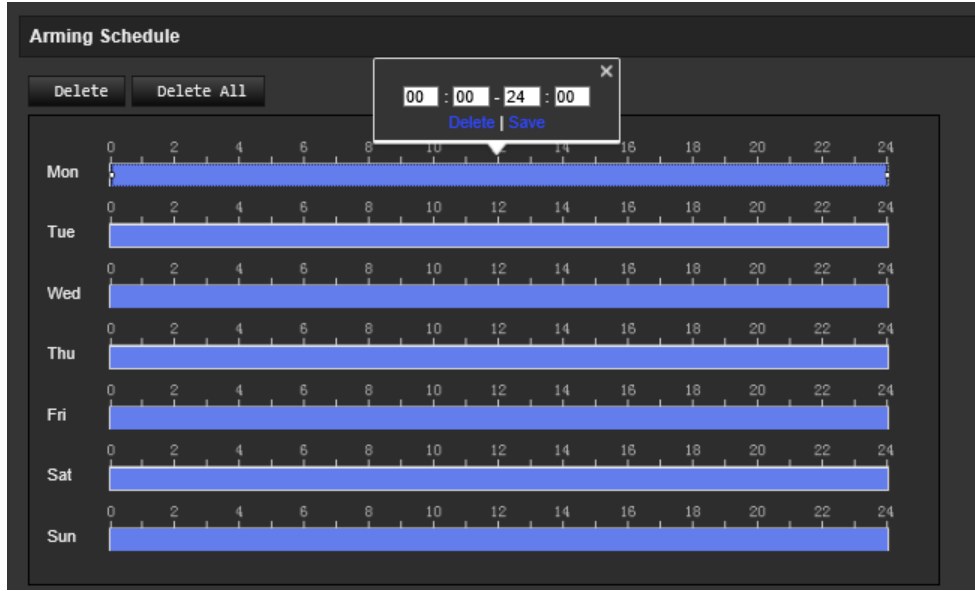 Arming Schedule
Delete Delete All
×
00 : 00 - 24 : 00
Delete | Save
0 2 4 6 8 10 12 14 16 18 20 22 24
Mon
0 2 4 6 8 10 12 14 16 18 20 22 24
Tue
0 2 4 6 8 10 12 14 16 18 20 22 24
Wed
0 2 4 6 8 10 12 14 16 18 20 22 24
Thu
0 2 4 6 8 10 12 14 16 18 20 22 24
Fri
0 2 4 6 8 10 12 14 16 18 20 22 24
Sat
0 2 4 6 8 10 12 14 16 18 20 22 24
Sun